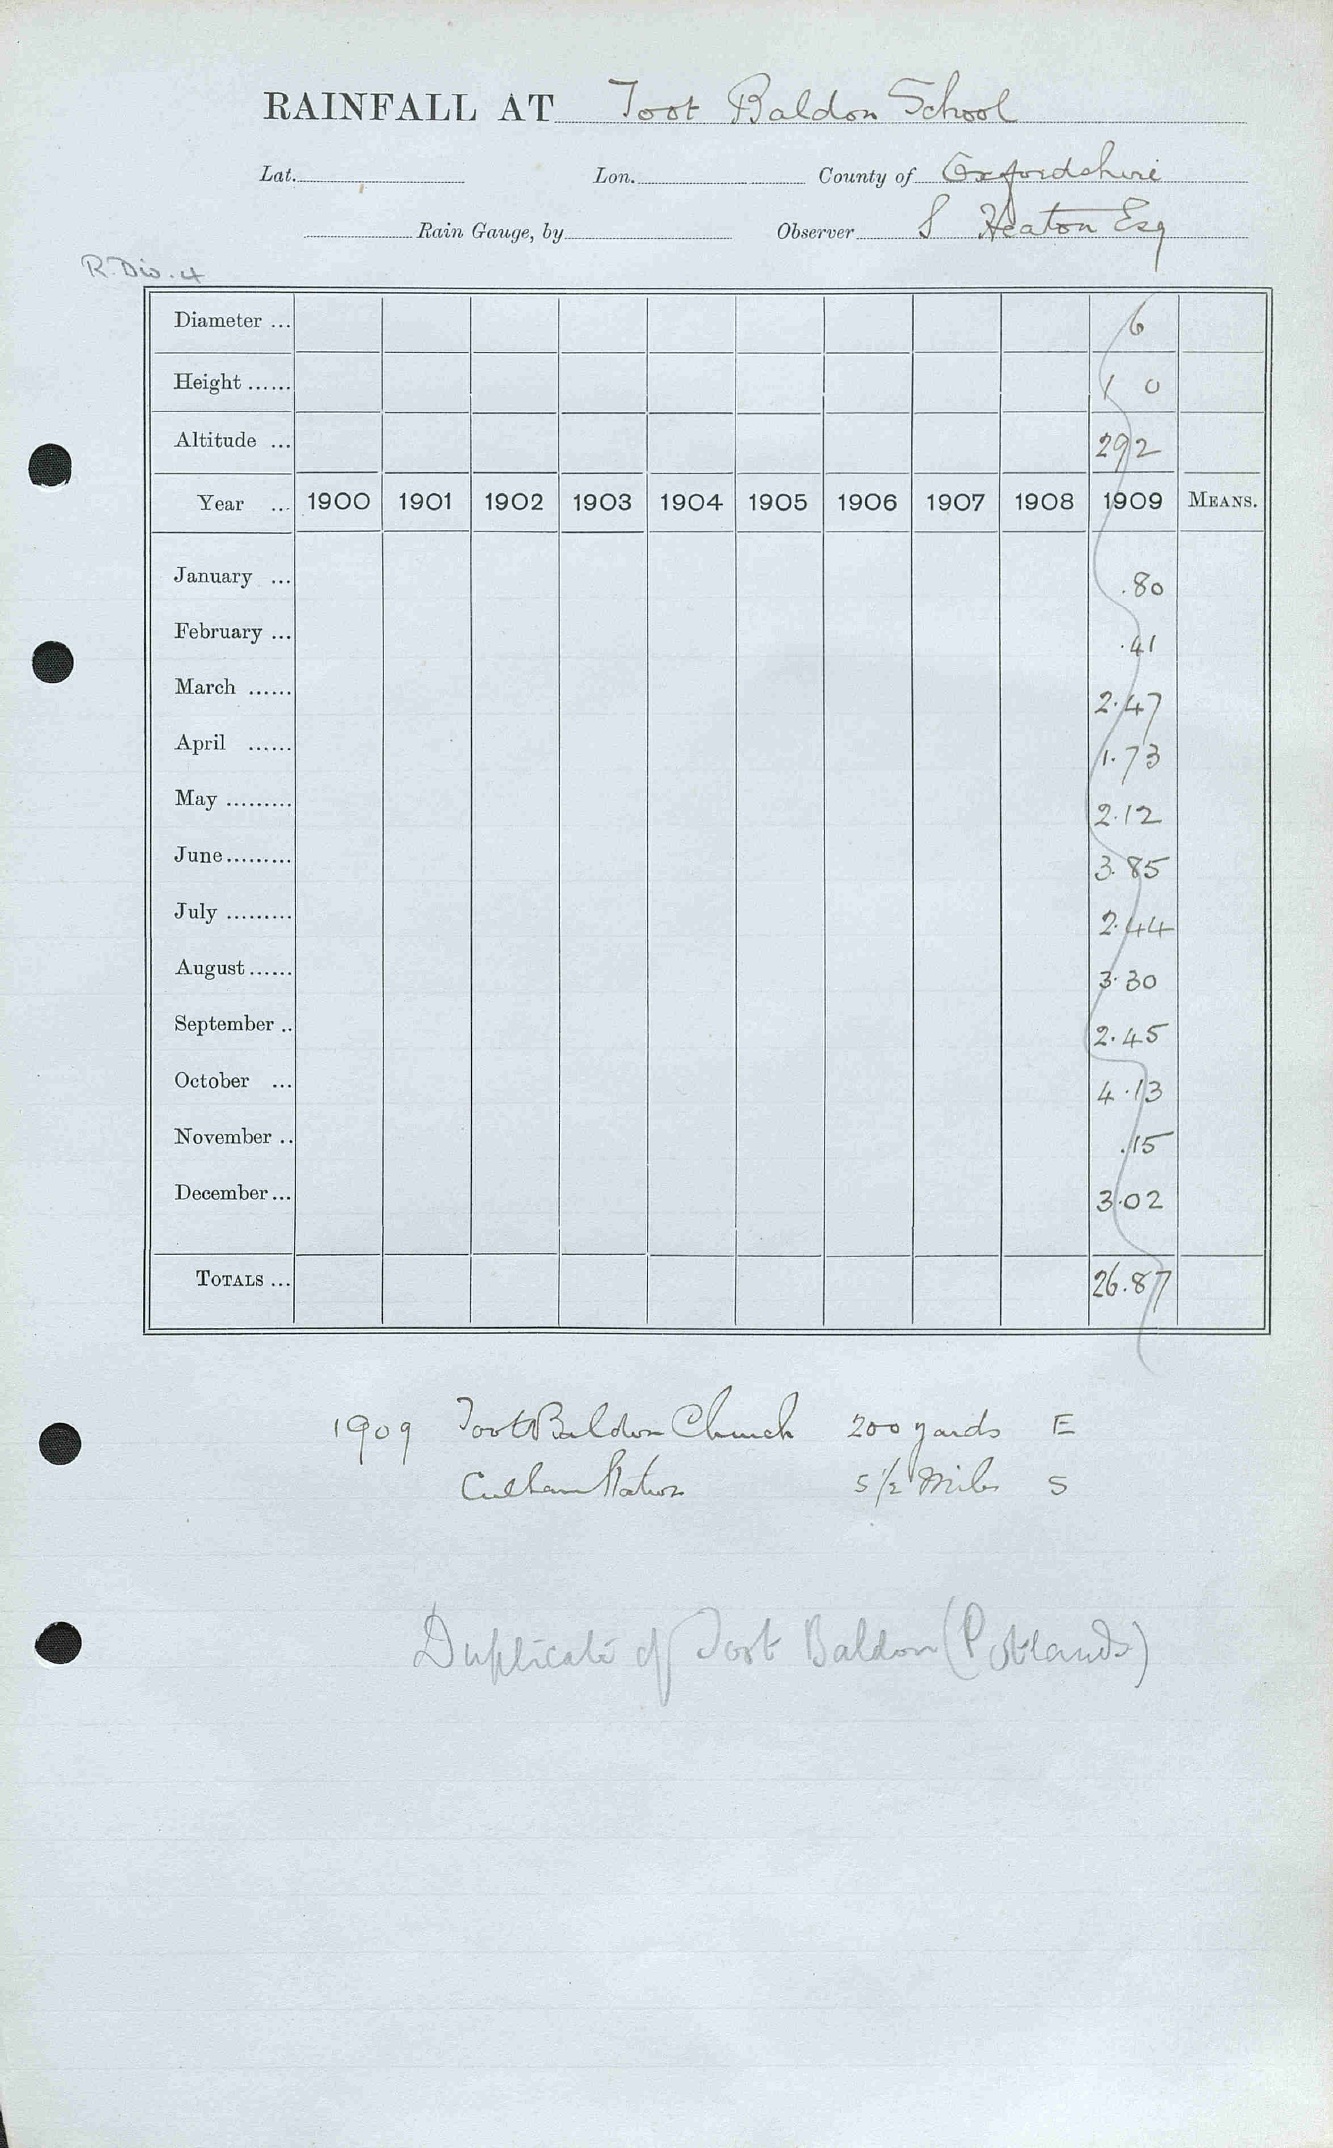 RAINFALL AT Toot Baldon School
Lat. Lon. County of Oxfordshire
Rain Gauge, by Observer S Heaton Esq
R. Div. 4
Diameter ... 6
Height ...... 1 0
Altitude ... 292
Year ... 1900 1901 1902 1903 1904 1905 1906 1907 1908 1909 MEANS.
January ... .80
February ... .41
March ...... 2.47
April ...... 1.73
May ......... 2.12
June ......... 3.85
July ......... 2.44
August ...... 3.30
September .. 2.45
October ... 4.13
November .. .15
December ... 3.02
TOTALS ... 26.87
1909 Toot Baldon Church 200 yards E
Culham Station 5 1/2 Miles S
Duplicate of Toot Baldon (Potlands)